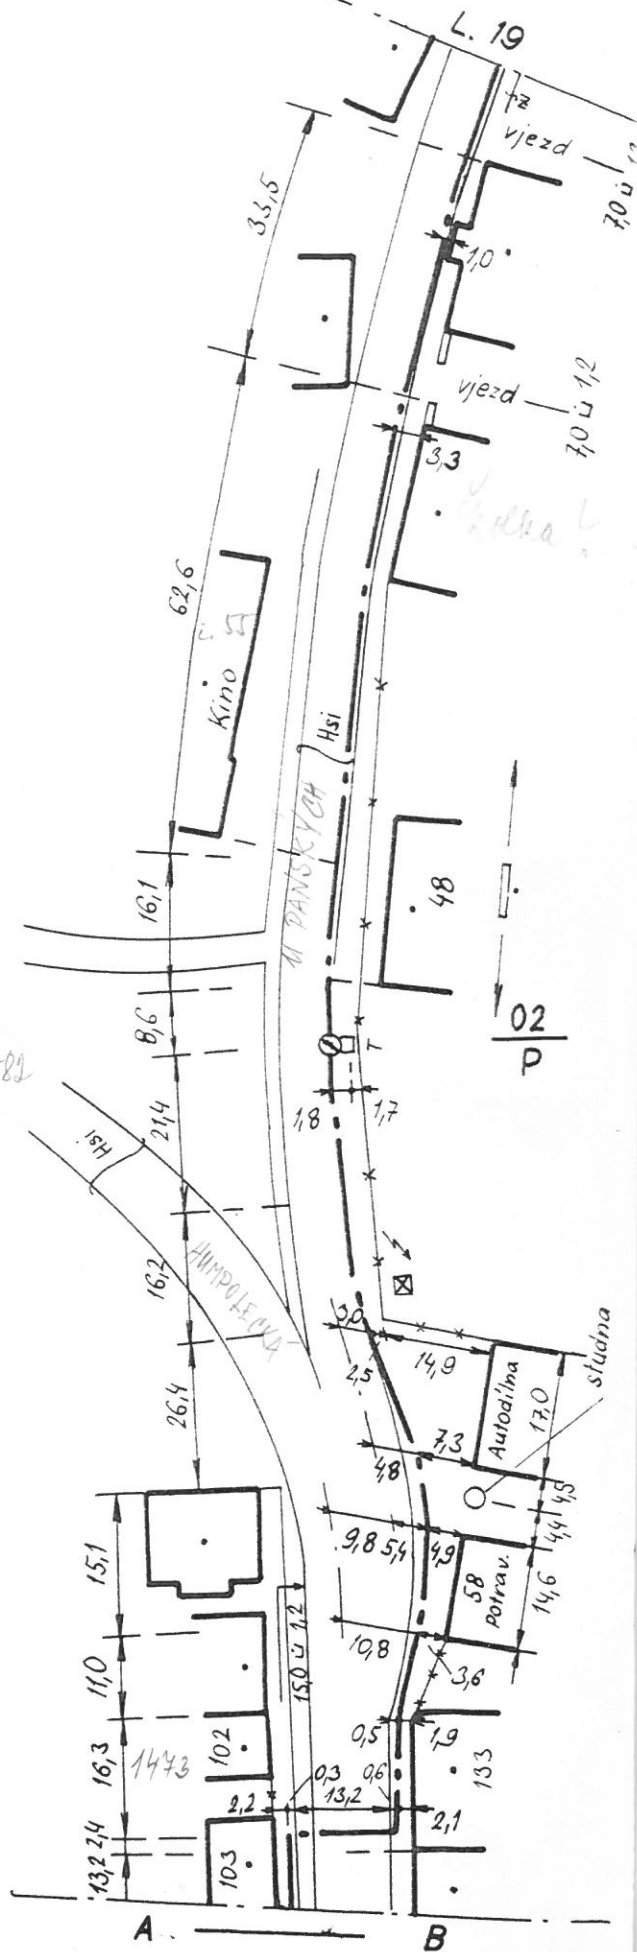 L. 19
tz
vjezd
7,0 ú
33,5
1,0
vjezd
7,0 ú 1,2
3,3
62,6
č. 55
Kino
Hsi
U PANSKÝCH
16,1
48
8,6
02
P
T
82
1,8
1,7
21,4
Hsi
16,2
HUMPOLECKÁ
3,0
2,5
14,9
26,4
Autodílna
17,0
studna
7,3
4,8
4,5
4,4
9,8
5,4
4,9
58
Potrav.
14,6
15,1
15,0 ú 1,2
10,8
3,6
11,0
0,5
1,9
16,3
1473
102
133
0,3
0,6
2,2
13,2
2,1
2,4
13,2
103
A
B